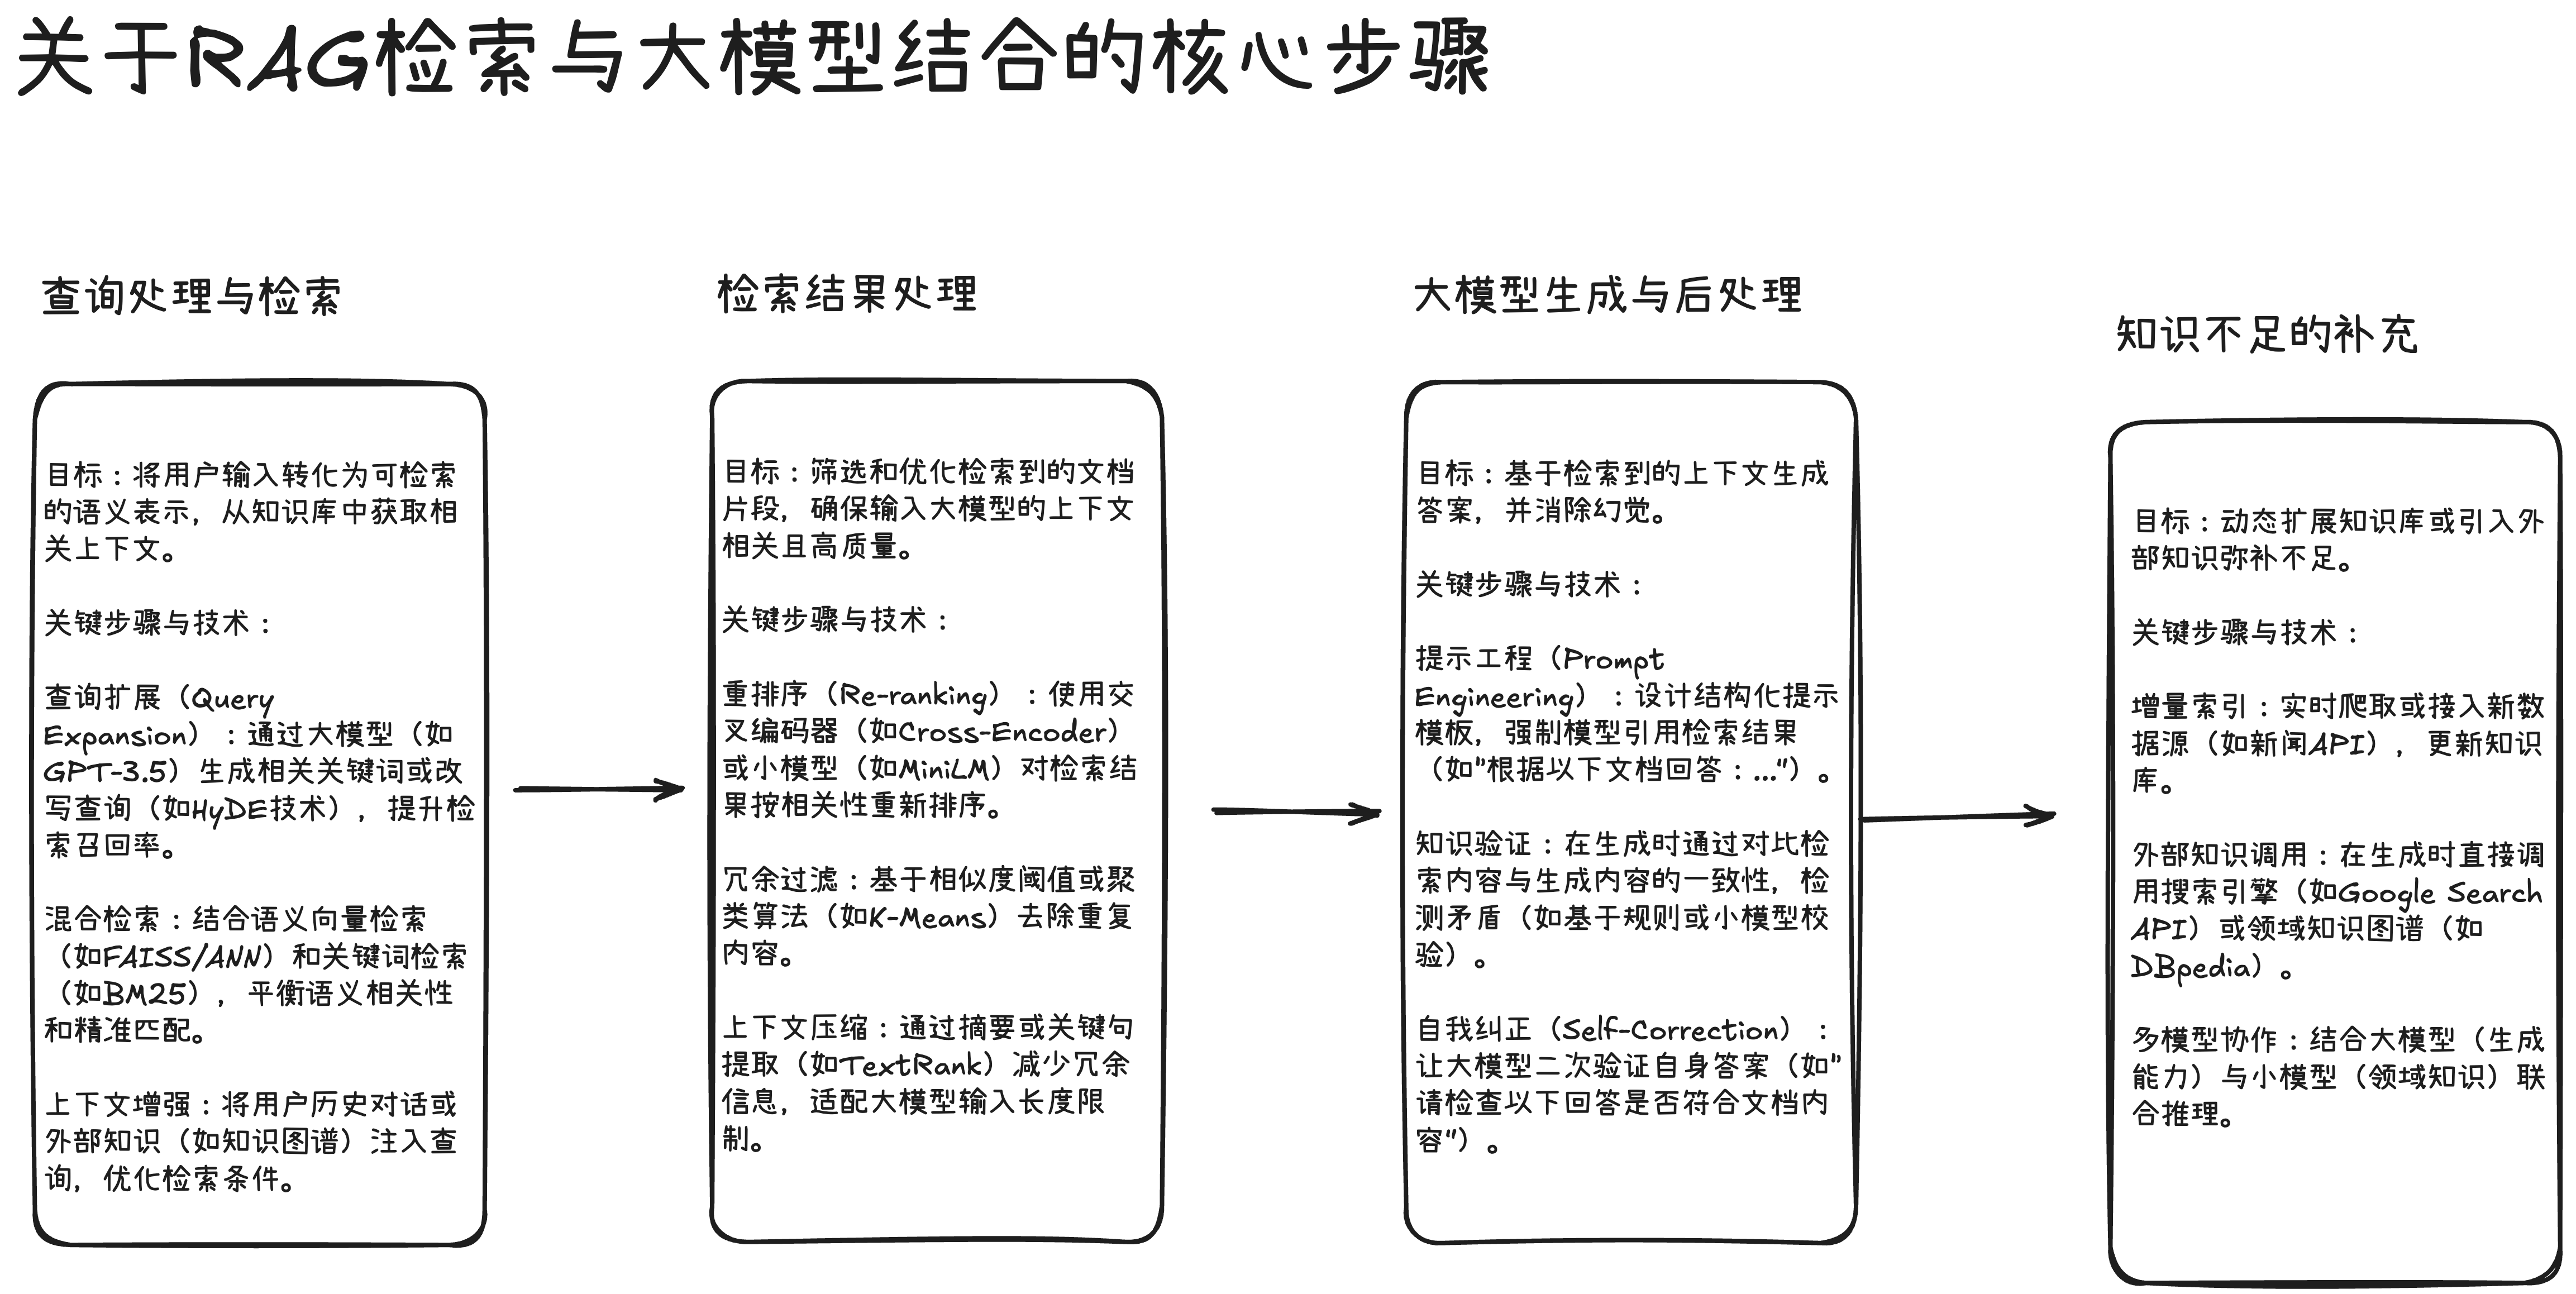 关于RAG检索与大模型结合的核心步骤
查询处理与检索
目标：将用户输入转化为可检索
的语义表示，从知识库中获取相
关上下文。
关键步骤与技术：
查询扩展（Query
Expansion）：通过大模型（如
GPT-3.5）生成相关关键词或改
写查询（如HyDE技术），提升检
索召回率。
混合检索：结合语义向量检索
（如FAISS/ANN）和关键词检索
（如BM25），平衡语义相关性
和精准匹配。
上下文增强：将用户历史对话或
外部知识（如知识图谱）注入查
询，优化检索条件。
检索结果处理
目标：筛选和优化检索到的文档
片段，确保输入大模型的上下文
相关且高质量。
关键步骤与技术：
重排序（Re-ranking）：使用交
叉编码器（如Cross-Encoder）
或小模型（如MiniLM）对检索结
果按相关性重新排序。
冗余过滤：基于相似度阈值或聚
类算法（如K-Means）去除重复
内容。
上下文压缩：通过摘要或关键句
提取（如TextRank）减少冗余
信息，适配大模型输入长度限
制。
大模型生成与后处理
目标：基于检索到的上下文生成
答案，并消除幻觉。
关键步骤与技术：
提示工程（Prompt
Engineering）：设计结构化提示
模板，强制模型引用检索结果
（如"根据以下文档回答：..."）。
知识验证：在生成时通过对比检
索内容与生成内容的一致性，检
测矛盾（如基于规则或小模型校
验）。
自我纠正（Self-Correction）：
让大模型二次验证自身答案（如"
请检查以下回答是否符合文档内
容"）。
知识不足的补充
目标：动态扩展知识库或引入外
部知识弥补不足。
关键步骤与技术：
增量索引：实时爬取或接入新数
据源（如新闻API），更新知识
库。
外部知识调用：在生成时直接调
用搜索引擎（如Google Search
API）或领域知识图谱（如
DBpedia）。
多模型协作：结合大模型（生成
能力）与小模型（领域知识）联
合推理。